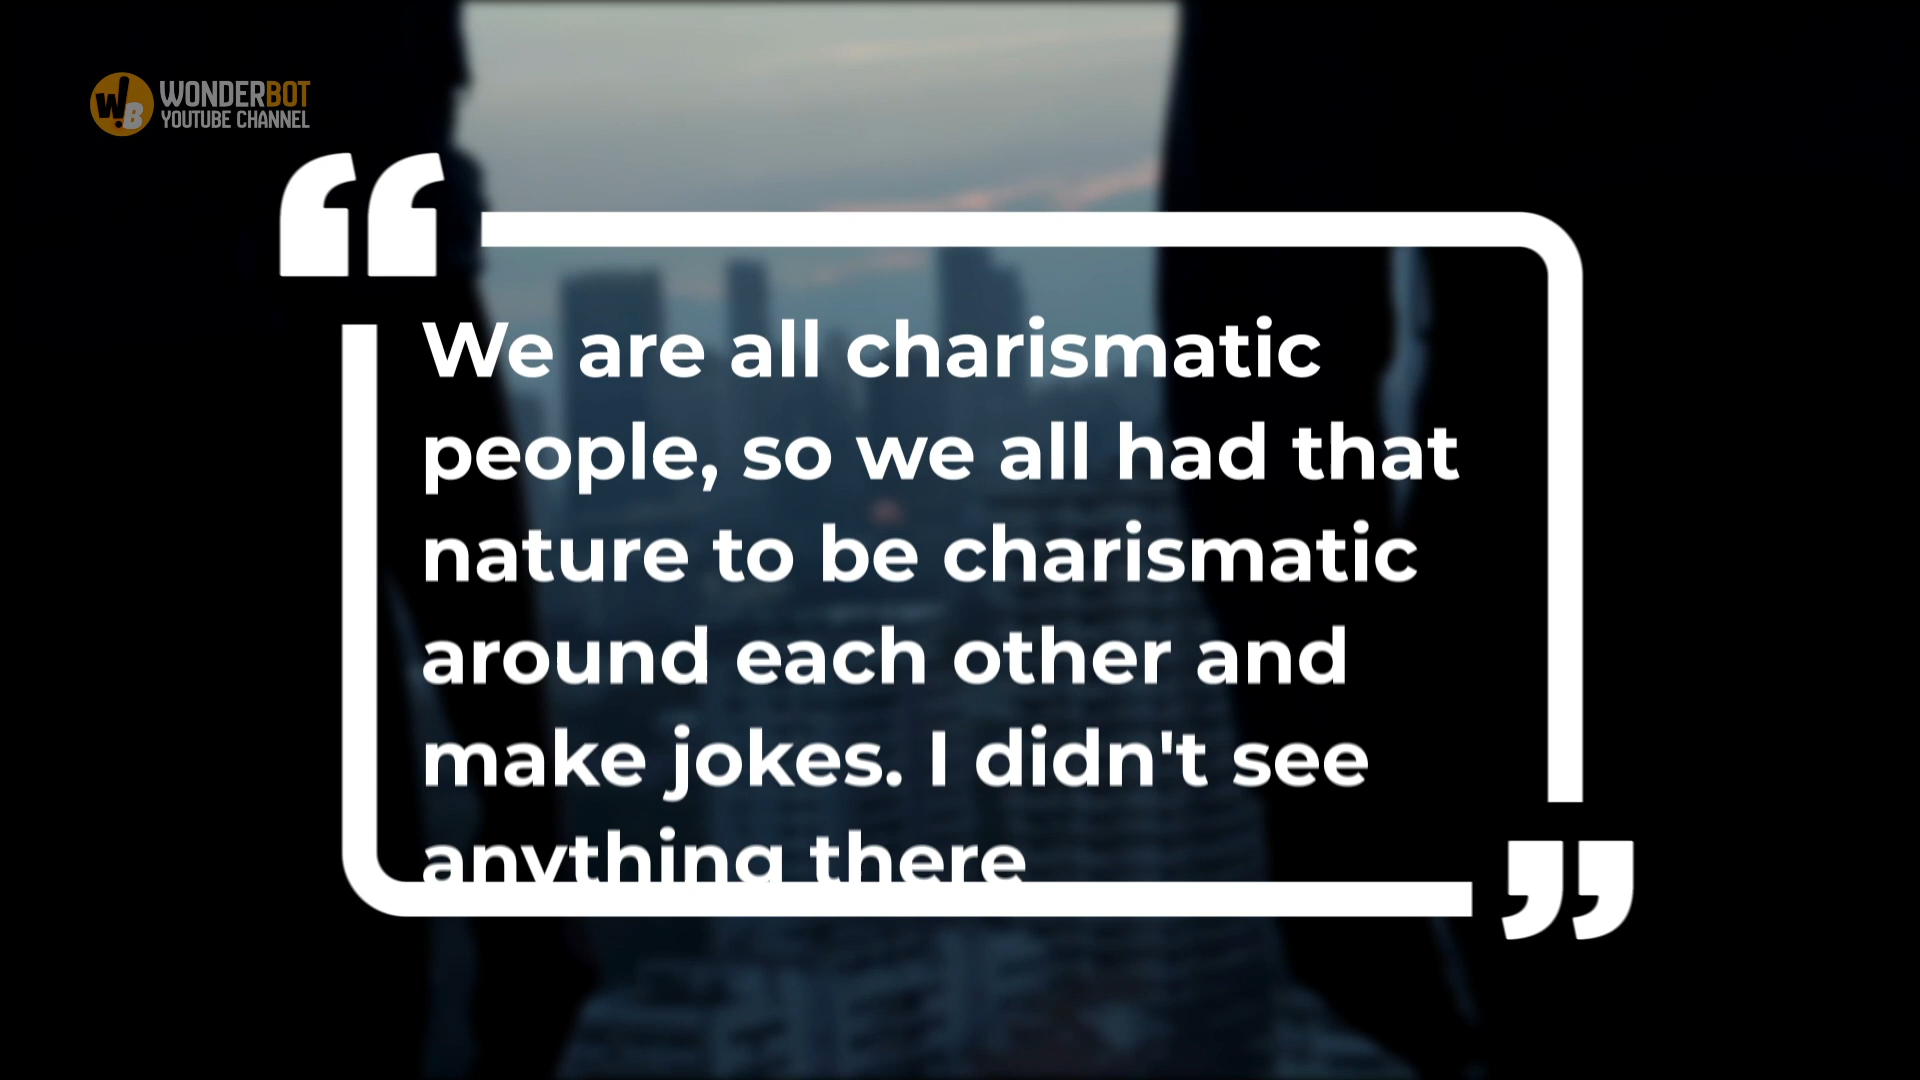 WONDERBOT
YOUTUBE CHANNEL
We are all charismatic
people, so we all had that
nature to be charismatic
around each other and
make jokes. I didn't see
anything there